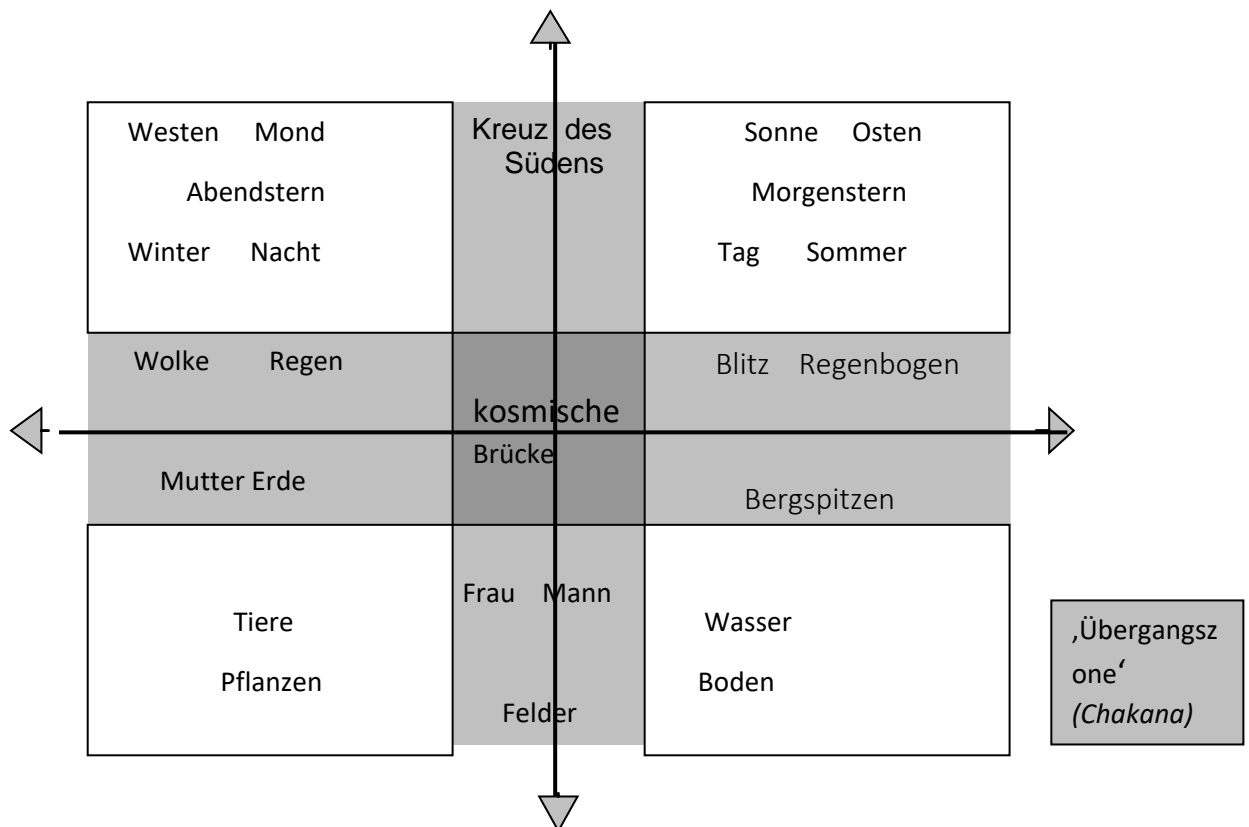 Westen Mond
Abendstern
Winter Nacht
Kreuz des
Südens
Sonne Osten
Morgenstern
Tag Sommer
Wolke Regen
Mutter Erde
kosmische
Brücke
Blitz Regenbogen
Bergspitzen
Tiere
Pflanzen
Frau Mann
Felder
Wasser
Boden
‚Übergangsz
one‘
(Chakana)